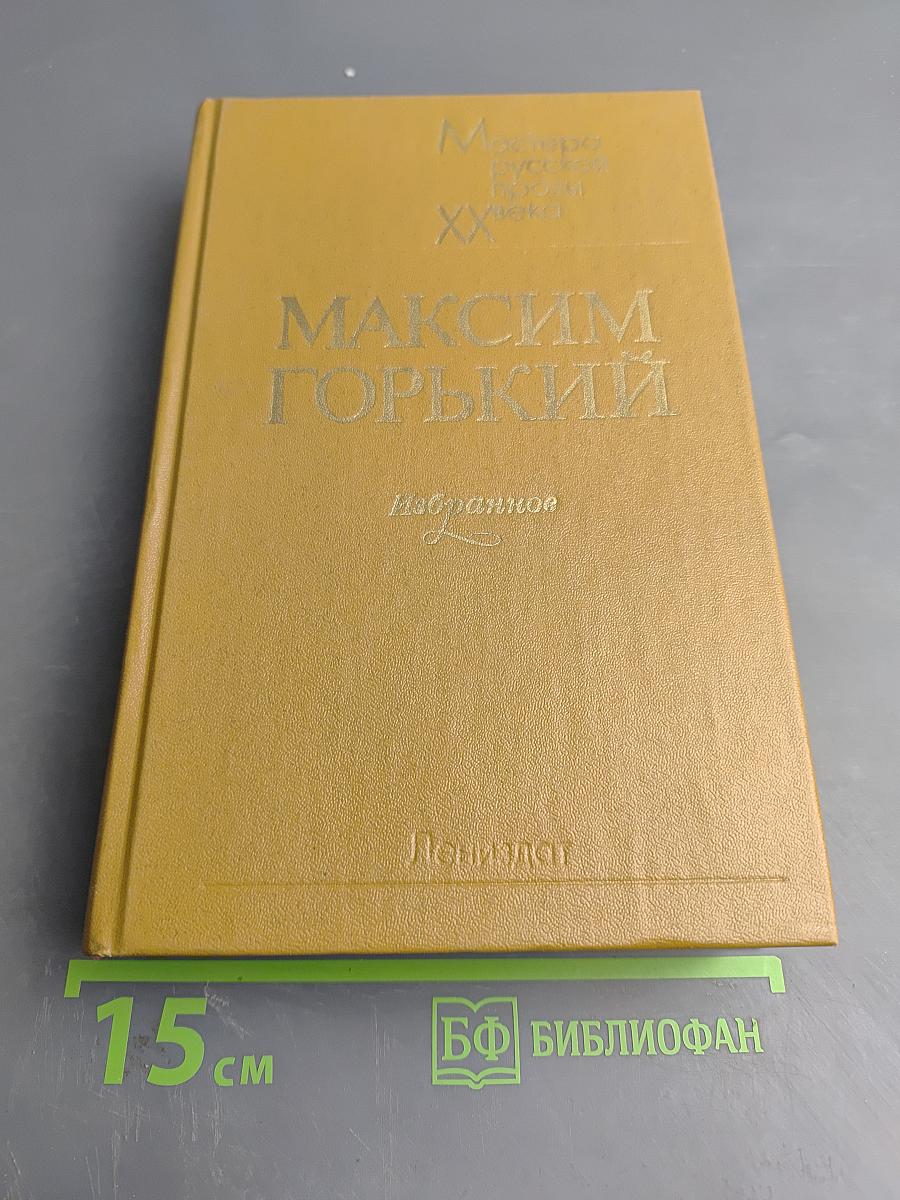 Мастера
русской
прозы
XX века
МАКСИМ
ГОРЬКИЙ
Избранное
Лениздат
15 см
БФ БИБЛИОФАН